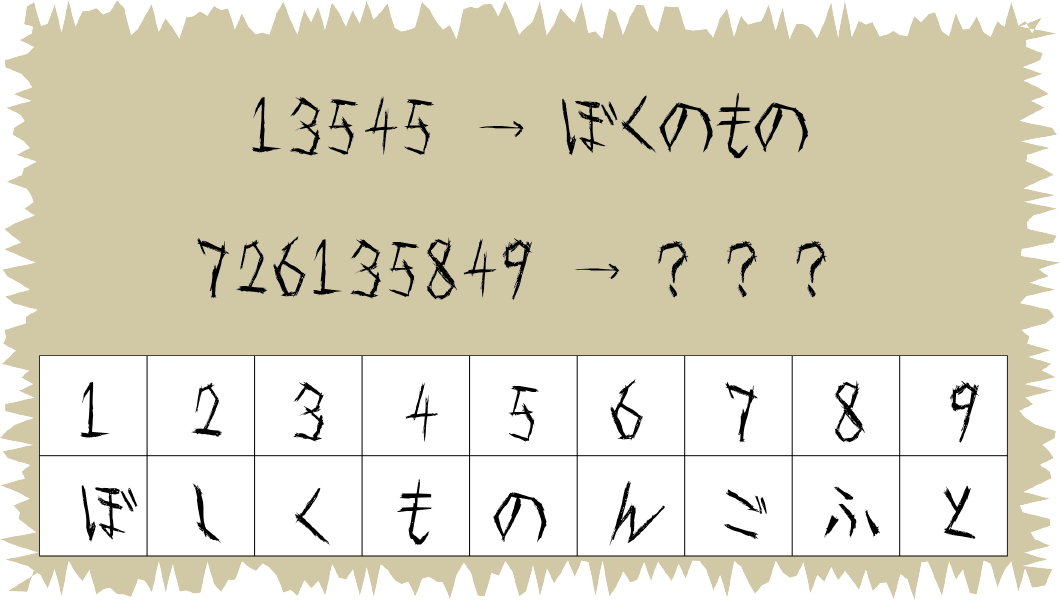 13545 → ぼくのもの
726135849 → ? ? ?
1 2 3 4 5 6 7 8 9
ぼ し く も の ん ご ふ と